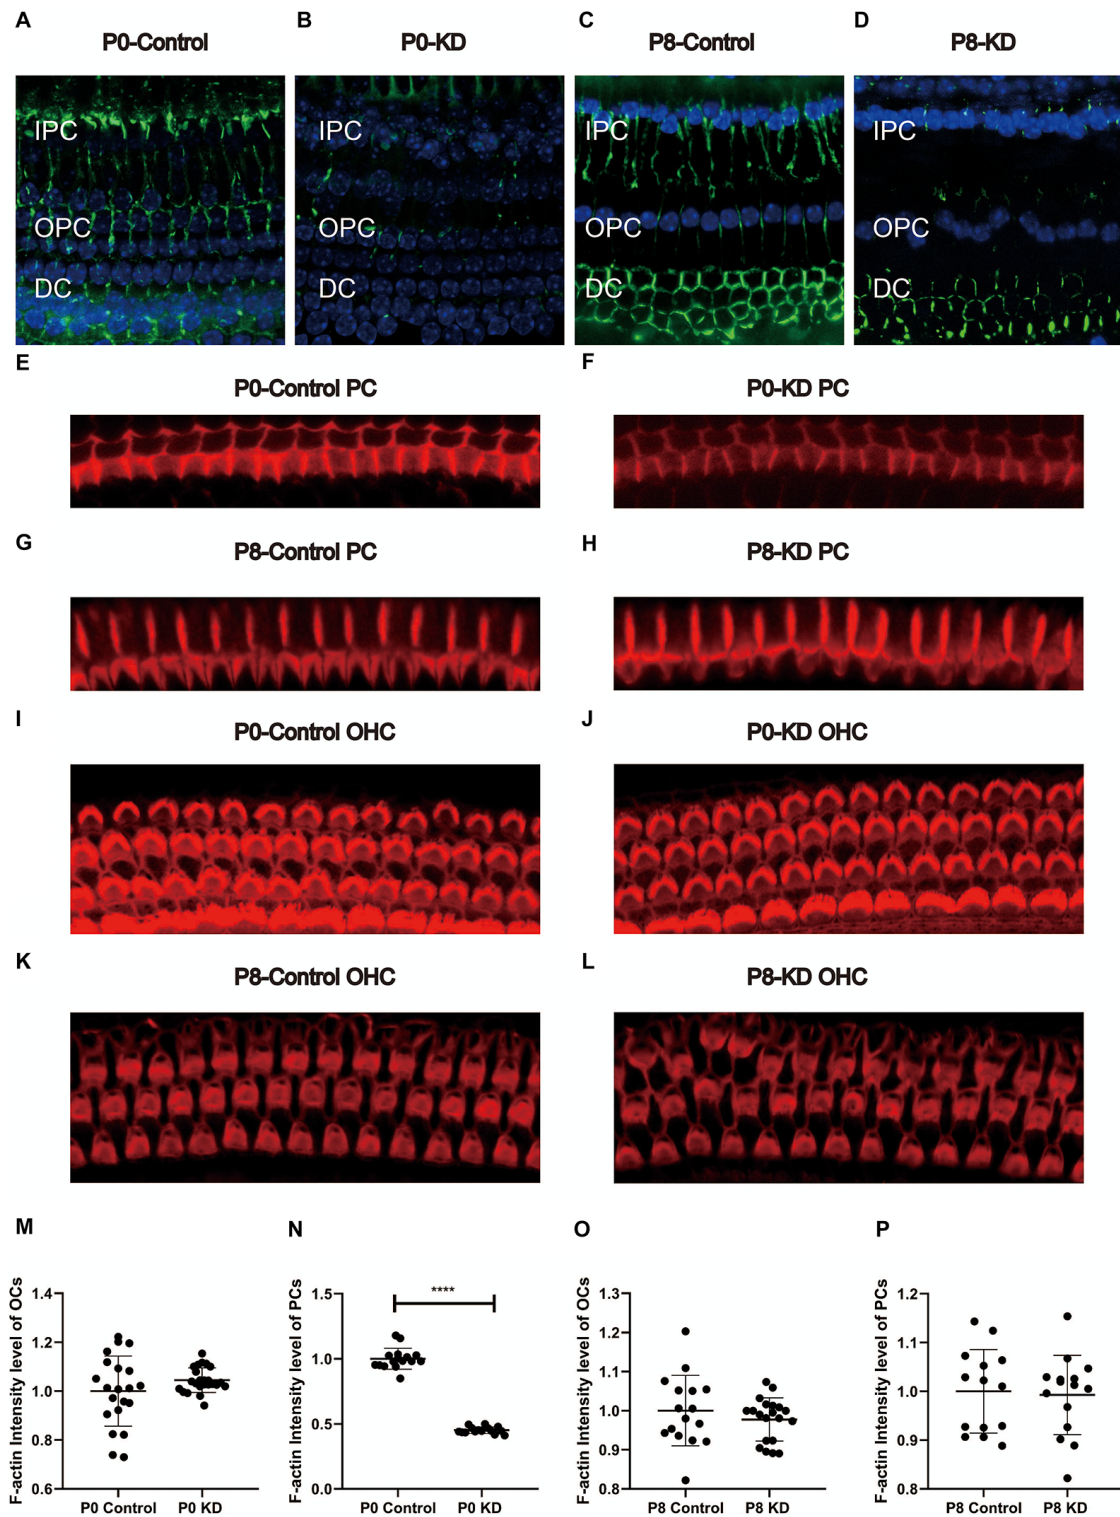 A
P0-Control
B
P0-KD
C
P8-Control
D
P8-KD
IPC
OPC
DC
IPC
OPC
DC
IPC
OPC
DC
IPC
OPC
DC
E
P0-Control PC
F
P0-KD PC
G
P8-Control PC
H
P8-KD PC
I
P0-Control OHC
J
P0-KD OHC
K
P8-Control OHC
L
P8-KD OHC
M
F-actin Intensity level of OCs
1.4
1.2
1.0
0.8
0.6
P0 Control
P0 KD
N
F-actin Intensity level of PCs
1.5
1.0
0.5
0.0
****
P0 Control
P0 KD
O
F-actin Intensity level of OCs
1.3
1.2
1.1
1.0
0.9
0.8
P8 Control
P8 KD
P
F-actin Intensity level of PCs
1.2
1.1
1.0
0.9
0.8
P8 Control
P8 KD